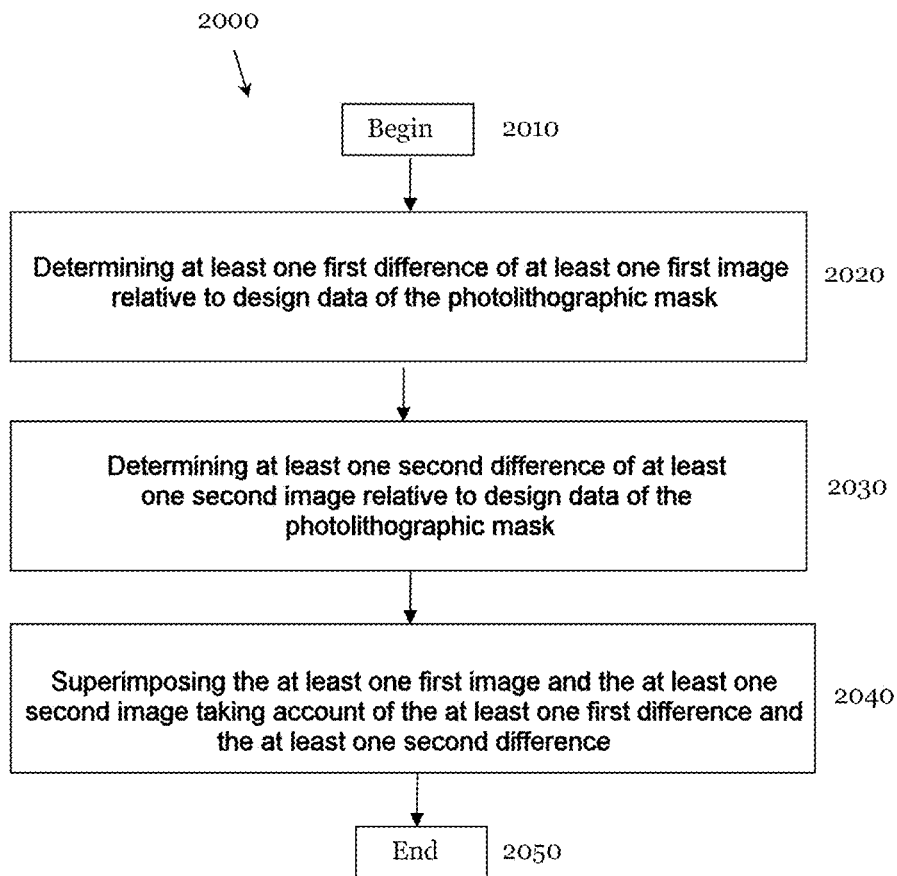 2000
Begin 2010
Determining at least one first difference of at least one first image
relative to design data of the photolithographic mask
2020
Determining at least one second difference of at least
one second image relative to design data of the
photolithographic mask
2030
Superimposing the at least one first image and the at least one
second image taking account of the at least one first difference and
the at least one second difference
2040
End 2050